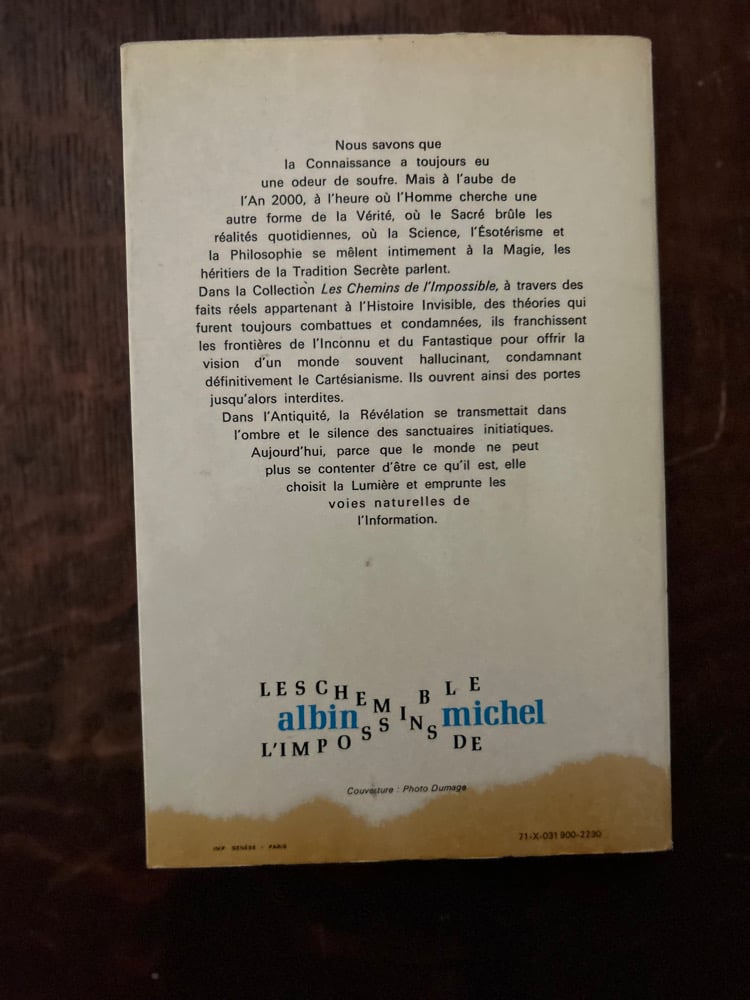 Nous savons que
la Connaissance a toujours eu
une odeur de soufre. Mais à l'aube de
l'An 2000, à l'heure où l'Homme cherche une
autre forme de la Vérité, où le Sacré brûle les
réalités quotidiennes, où la Science, l'Ésotérisme et
la Philosophie se mêlent intimement à la Magie, les
héritiers de la Tradition Secrète parlent.
Dans la Collection Les Chemins de l'Impossible, à travers des
faits réels appartenant à l'Histoire Invisible, des théories qui
furent toujours combattues et condamnées, ils franchissent
les frontières de l'Inconnu et du Fantastique pour offrir la
vision d'un monde souvent hallucinant, condamnant
définitivement le Cartésianisme. Ils ouvrent ainsi des portes
jusqu'alors interdites.
Dans l'Antiquité, la Révélation se transmettait dans
l'ombre et le silence des sanctuaires initiatiques.
Aujourd'hui, parce que le monde ne peut
plus se contenter d'être ce qu'il est, elle
choisit la Lumière et emprunte les
voies naturelles de
l'Information.
LES CHEMINS DE
albin michel
L'IMPOSSIBLE
Couverture : Photo Dumage
IMP. GENÈSE - PARIS
71-X-031 900-2230